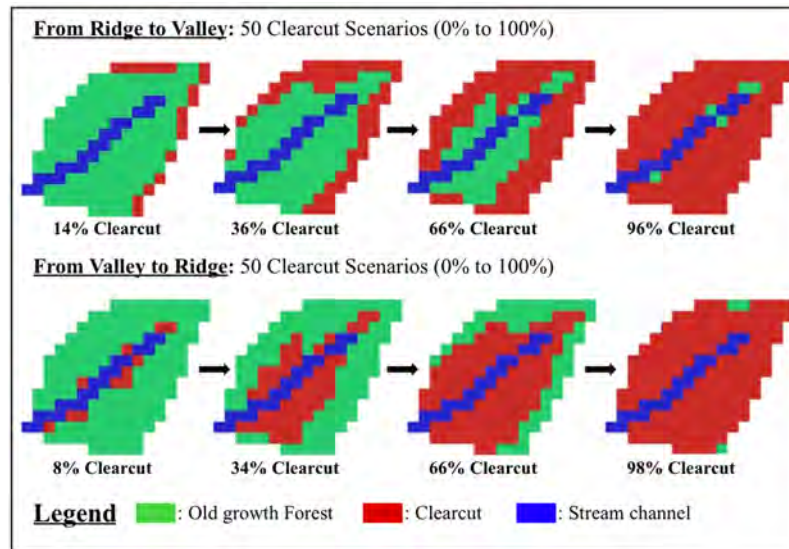 From Ridge to Valley: 50 Clearcut Scenarios (0% to 100%)
14% Clearcut 36% Clearcut 66% Clearcut 96% Clearcut
From Valley to Ridge: 50 Clearcut Scenarios (0% to 100%)
8% Clearcut 34% Clearcut 66% Clearcut 98% Clearcut
Legend : Old growth Forest : Clearcut : Stream channel